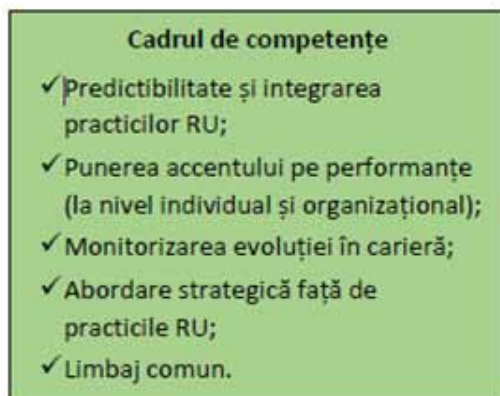 Cadrul de competențe
✓Predictibilitate și integrarea
practicilor RU;
✓Punerea accentului pe performanțe
(la nivel individual și organizațional);
✓Monitorizarea evoluției în carieră;
✓Abordare strategică față de
practicile RU;
✓Limbaj comun.